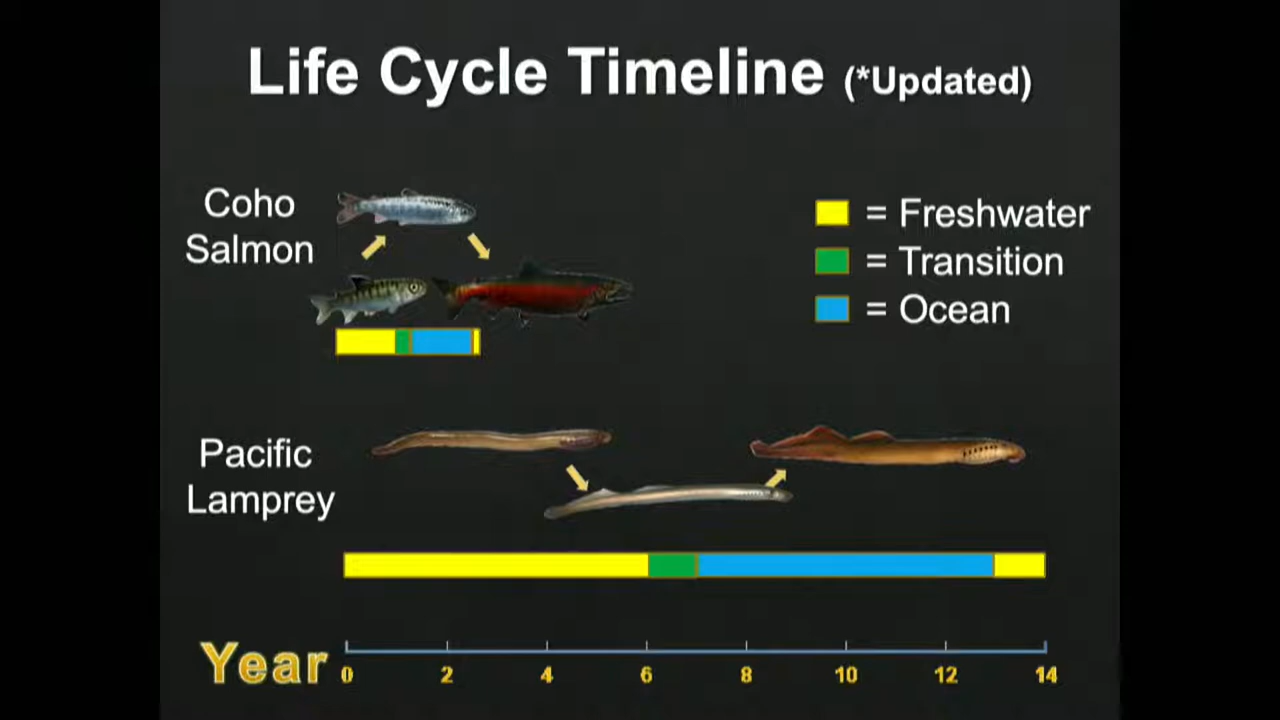 Life Cycle Timeline (*Updated)
Coho
Salmon
= Freshwater
= Transition
= Ocean
Pacific
Lamprey
Year
0 2 4 6 8 10 12 14